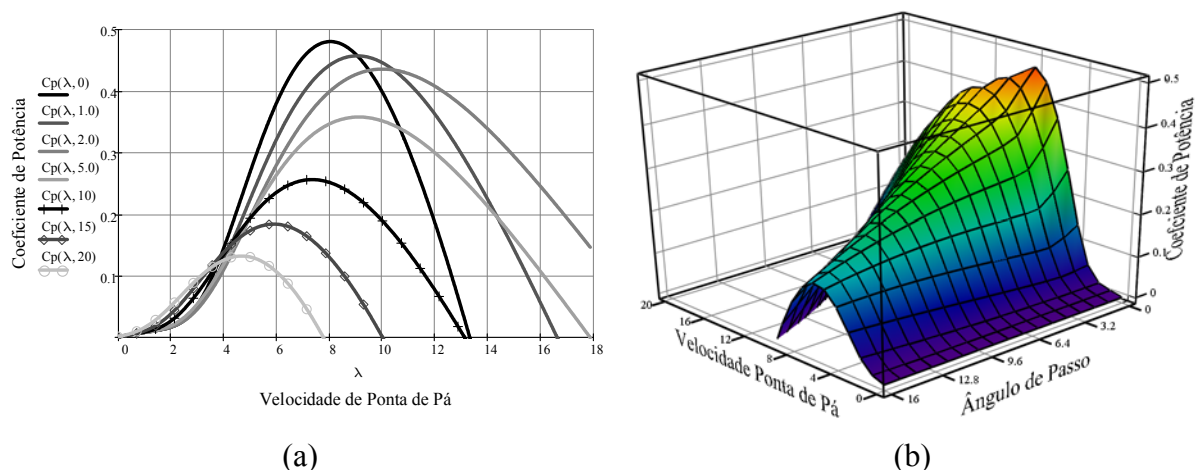 Coeficiente de Potência
0.5
0.4
0.3
0.2
0.1
Cp(λ, 0)
Cp(λ, 1.0)
Cp(λ, 2.0)
Cp(λ, 5.0)
Cp(λ, 10)
Cp(λ, 15)
Cp(λ, 20)
0 2 4 6 8 10 12 14 16 18
λ
Velocidade de Ponta de Pá
(a)
0.5
0.4
0.3
0.2
0.1
0
Coeficiente de Potência
20 16 12 8 4 0
Velocidade Ponta de Pá
16 12.8 9.6 6.4 3.2 0
Ângulo de Passo
(b)